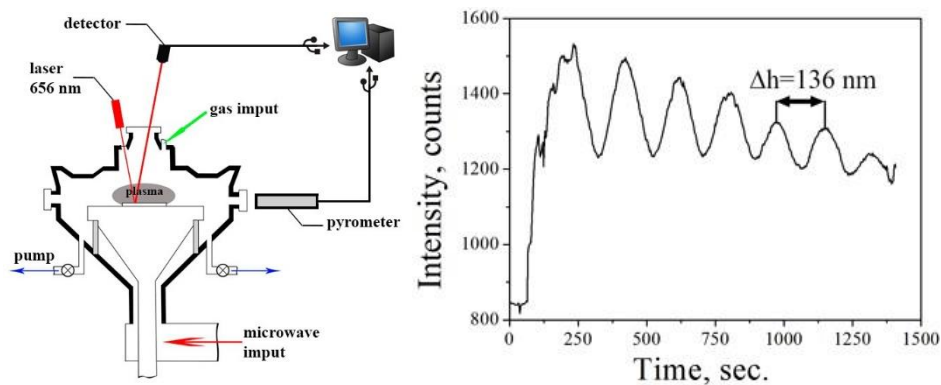 detector
laser
656 nm
gas imput
plasma
pyrometer
pump
microwave
imput
Intensity, counts
1600
1400
1200
1000
800
Δh=136 nm
0 250 500 750 1000 1250 1500
Time, sec.